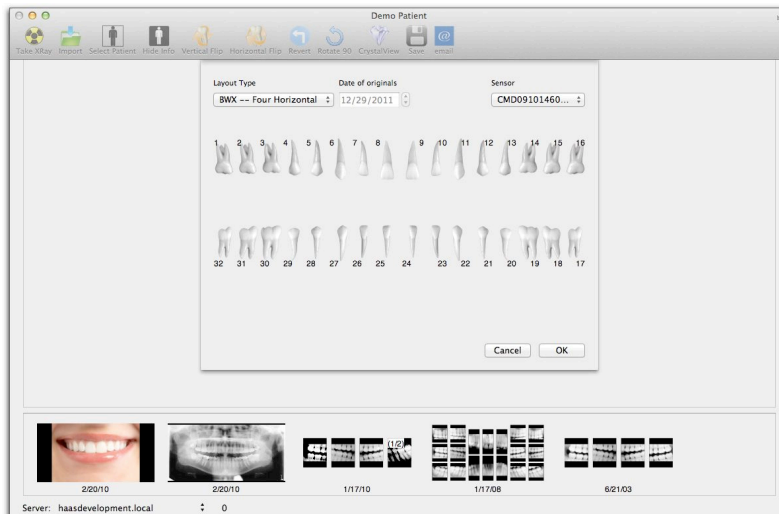 Demo Patient
Take XRay Import Select Patient Hide Info Vertical Flip Horizontal Flip Revert Rotate 90 CrystalView Save email
Layout Type Date of originals Sensor
BWX -- Four Horizontal 12/29/2011 CMD09101460...
1 2 3 4 5 6 7 8 9 10 11 12 13 14 15 16
32 31 30 29 28 27 26 25 24 23 22 21 20 19 18 17
Cancel OK
(1/2)
2/20/10 2/20/10 1/17/10 1/17/08 6/21/03
Server: haasdevelopment.local 0